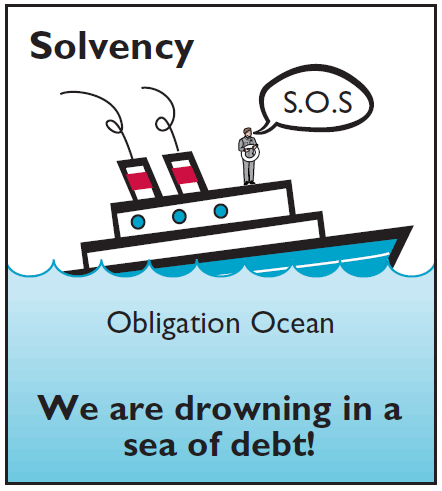 Solvency
S.O.S
Obligation Ocean
We are drowning in a
sea of debt!